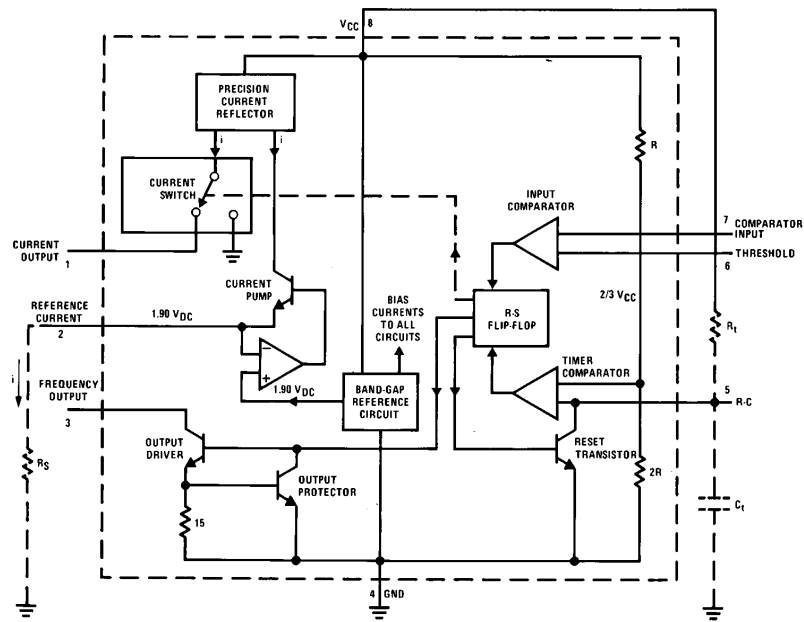 VCC 8
PRECISION
CURRENT
REFLECTOR
i
i
R
CURRENT
SWITCH
INPUT
COMPARATOR
7 COMPARATOR
INPUT
THRESHOLD
6
CURRENT
OUTPUT
1
CURRENT
PUMP
BIAS
CURRENTS
TO ALL
CIRCUITS
R-S
FLIP-FLOP
2/3 VCC
Rt
REFERENCE
CURRENT
2
1.90 VDC
i
−
+
1.90 VDC
TIMER
COMPARATOR
5
R-C
FREQUENCY
OUTPUT
3
BAND-GAP
REFERENCE
CIRCUIT
OUTPUT
DRIVER
RESET
TRANSISTOR
2R
RS
OUTPUT
PROTECTOR
15
Ct
4 GND